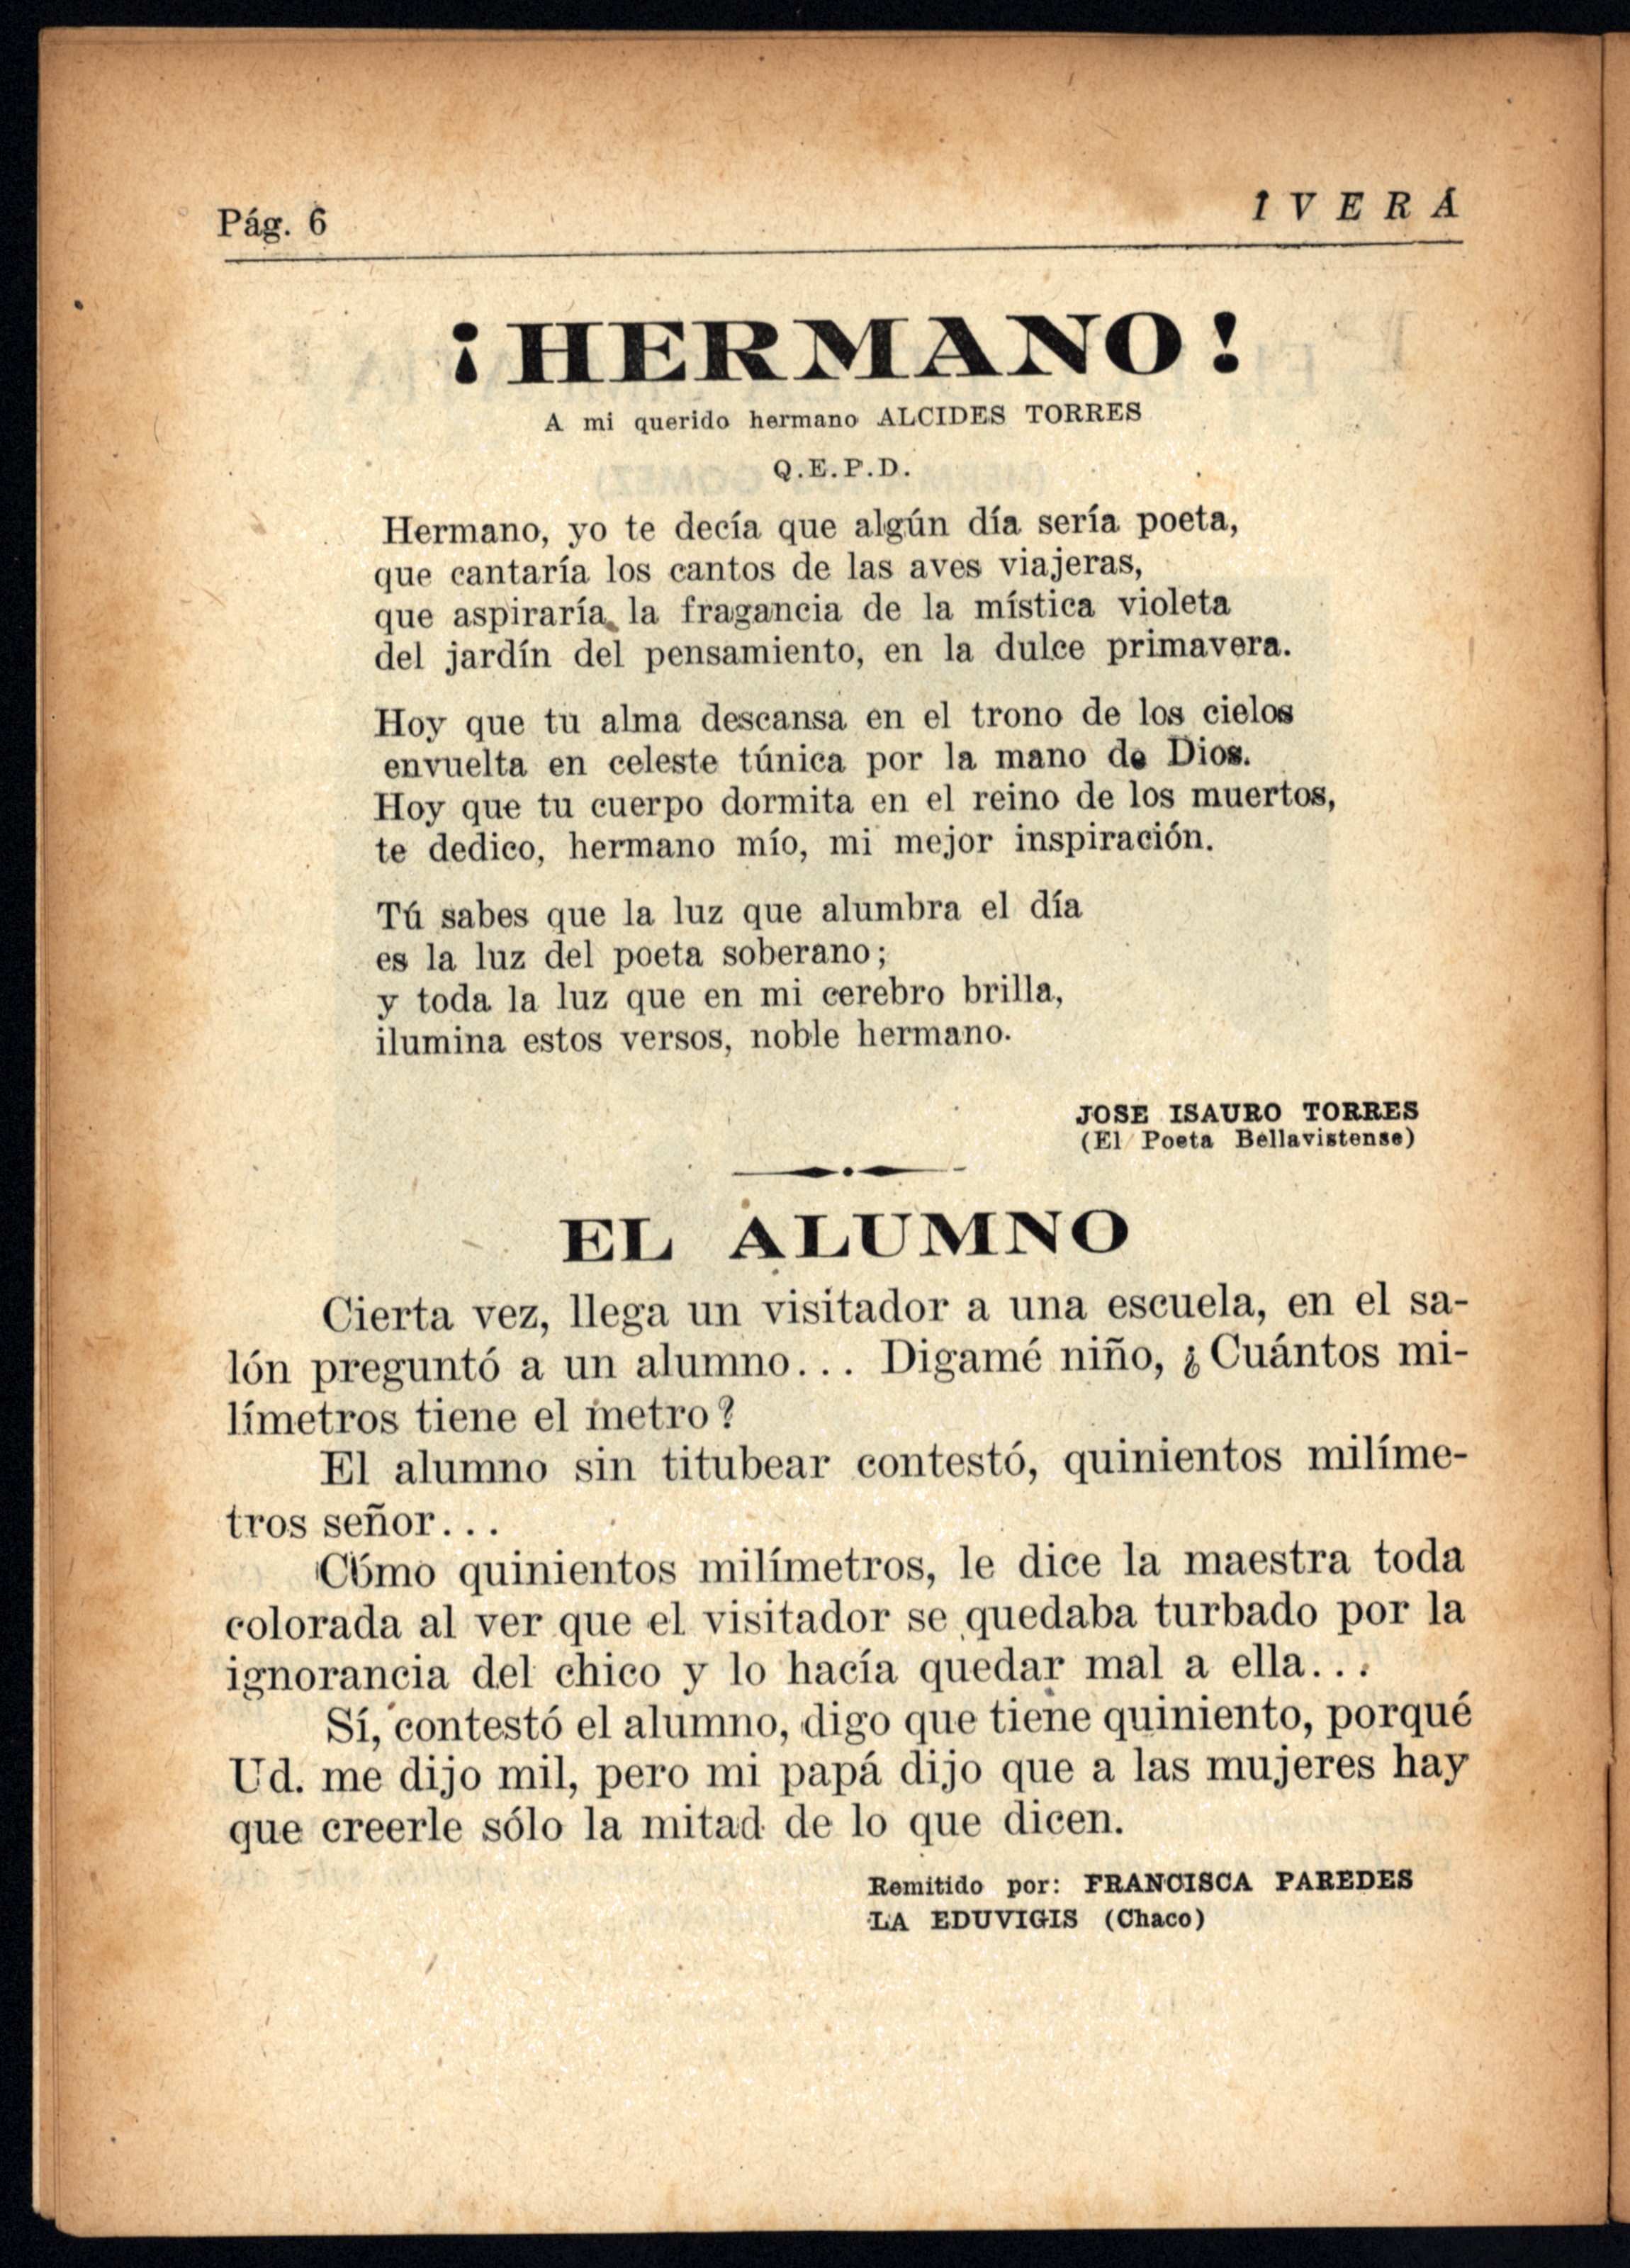 Pág. 6
IVERÁ
¡HERMANO!
A mi querido hermano ALCIDES TORRES
Q.E.P.D.
Hermano, yo te decía que algún día sería poeta,
que cantaría los cantos de las aves viajeras,
que aspiraría la fragancia de la mística violeta
del jardín del pensamiento, en la dulce primavera.
Hoy que tu alma descansa en el trono de los cielos
envuelta en celeste túnica por la mano de Dios.
Hoy que tu cuerpo dormita en el reino de los muertos,
te dedico, hermano mío, mi mejor inspiración.
Tú sabes que la luz que alumbra el día
es la luz del poeta soberano;
y toda la luz que en mi cerebro brilla,
ilumina estos versos, noble hermano.
JOSE ISAURO TORRES
(El Poeta Bellavistense)
EL ALUMNO
Cierta vez, llega un visitador a una escuela, en el sa-
lón preguntó a un alumno... Digamé niño, ¿Cuántos mi-
límetros tiene el metro?
El alumno sin titubear contestó, quinientos milíme-
tros señor...
Cómo quinientos milímetros, le dice la maestra toda
colorada al ver que el visitador se quedaba turbado por la
ignorancia del chico y lo hacía quedar mal a ella...
Sí, contestó el alumno, digo que tiene quiniento, porqué
Ud. me dijo mil, pero mi papá dijo que a las mujeres hay
que creerle sólo la mitad de lo que dicen.
Remitido por: FRANCISCA PAREDES
LA EDUVIGIS (Chaco)